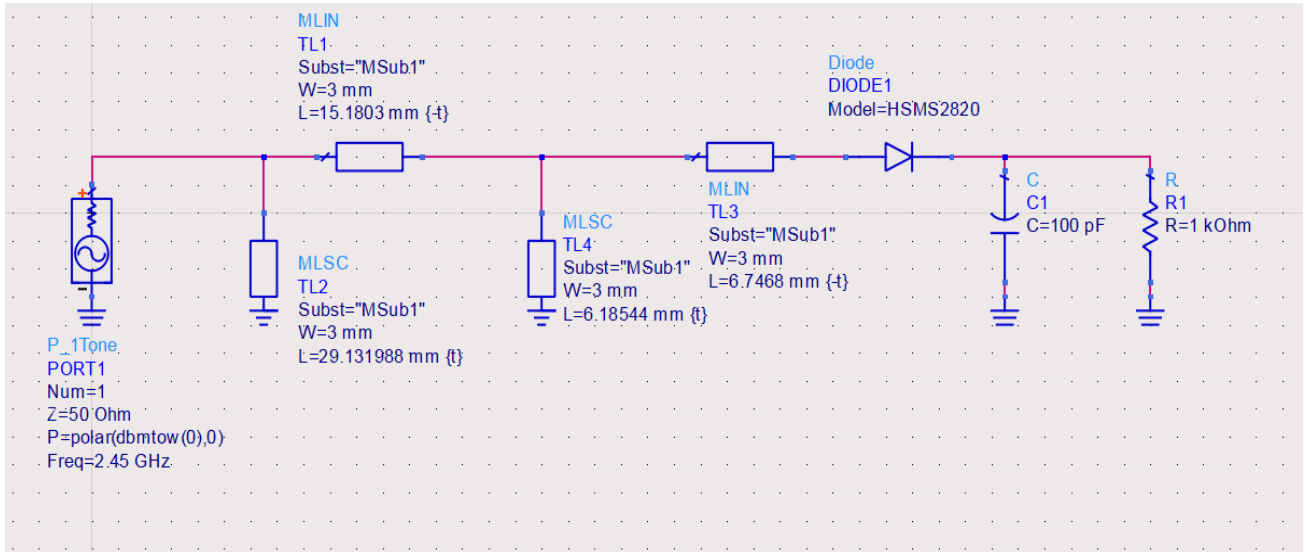 MLIN
TL1
Subst="MSub1"
W=3 mm
L=15.1803 mm {-t}
Diode
DIODE1
Model=HSMS2820
+
-
P_1Tone
PORT1
Num=1
Z=50 Ohm
P=polar(dbmtow(0),0)
Freq=2.45 GHz
MLSC
TL2
Subst="MSub1"
W=3 mm
L=29.131988 mm {t}
MLSC
TL4
Subst="MSub1"
W=3 mm
L=6.18544 mm {t}
MLIN
TL3
Subst="MSub1"
W=3 mm
L=6.7468 mm {-t}
C
C1
C=100 pF
R
R1
R=1 kOhm